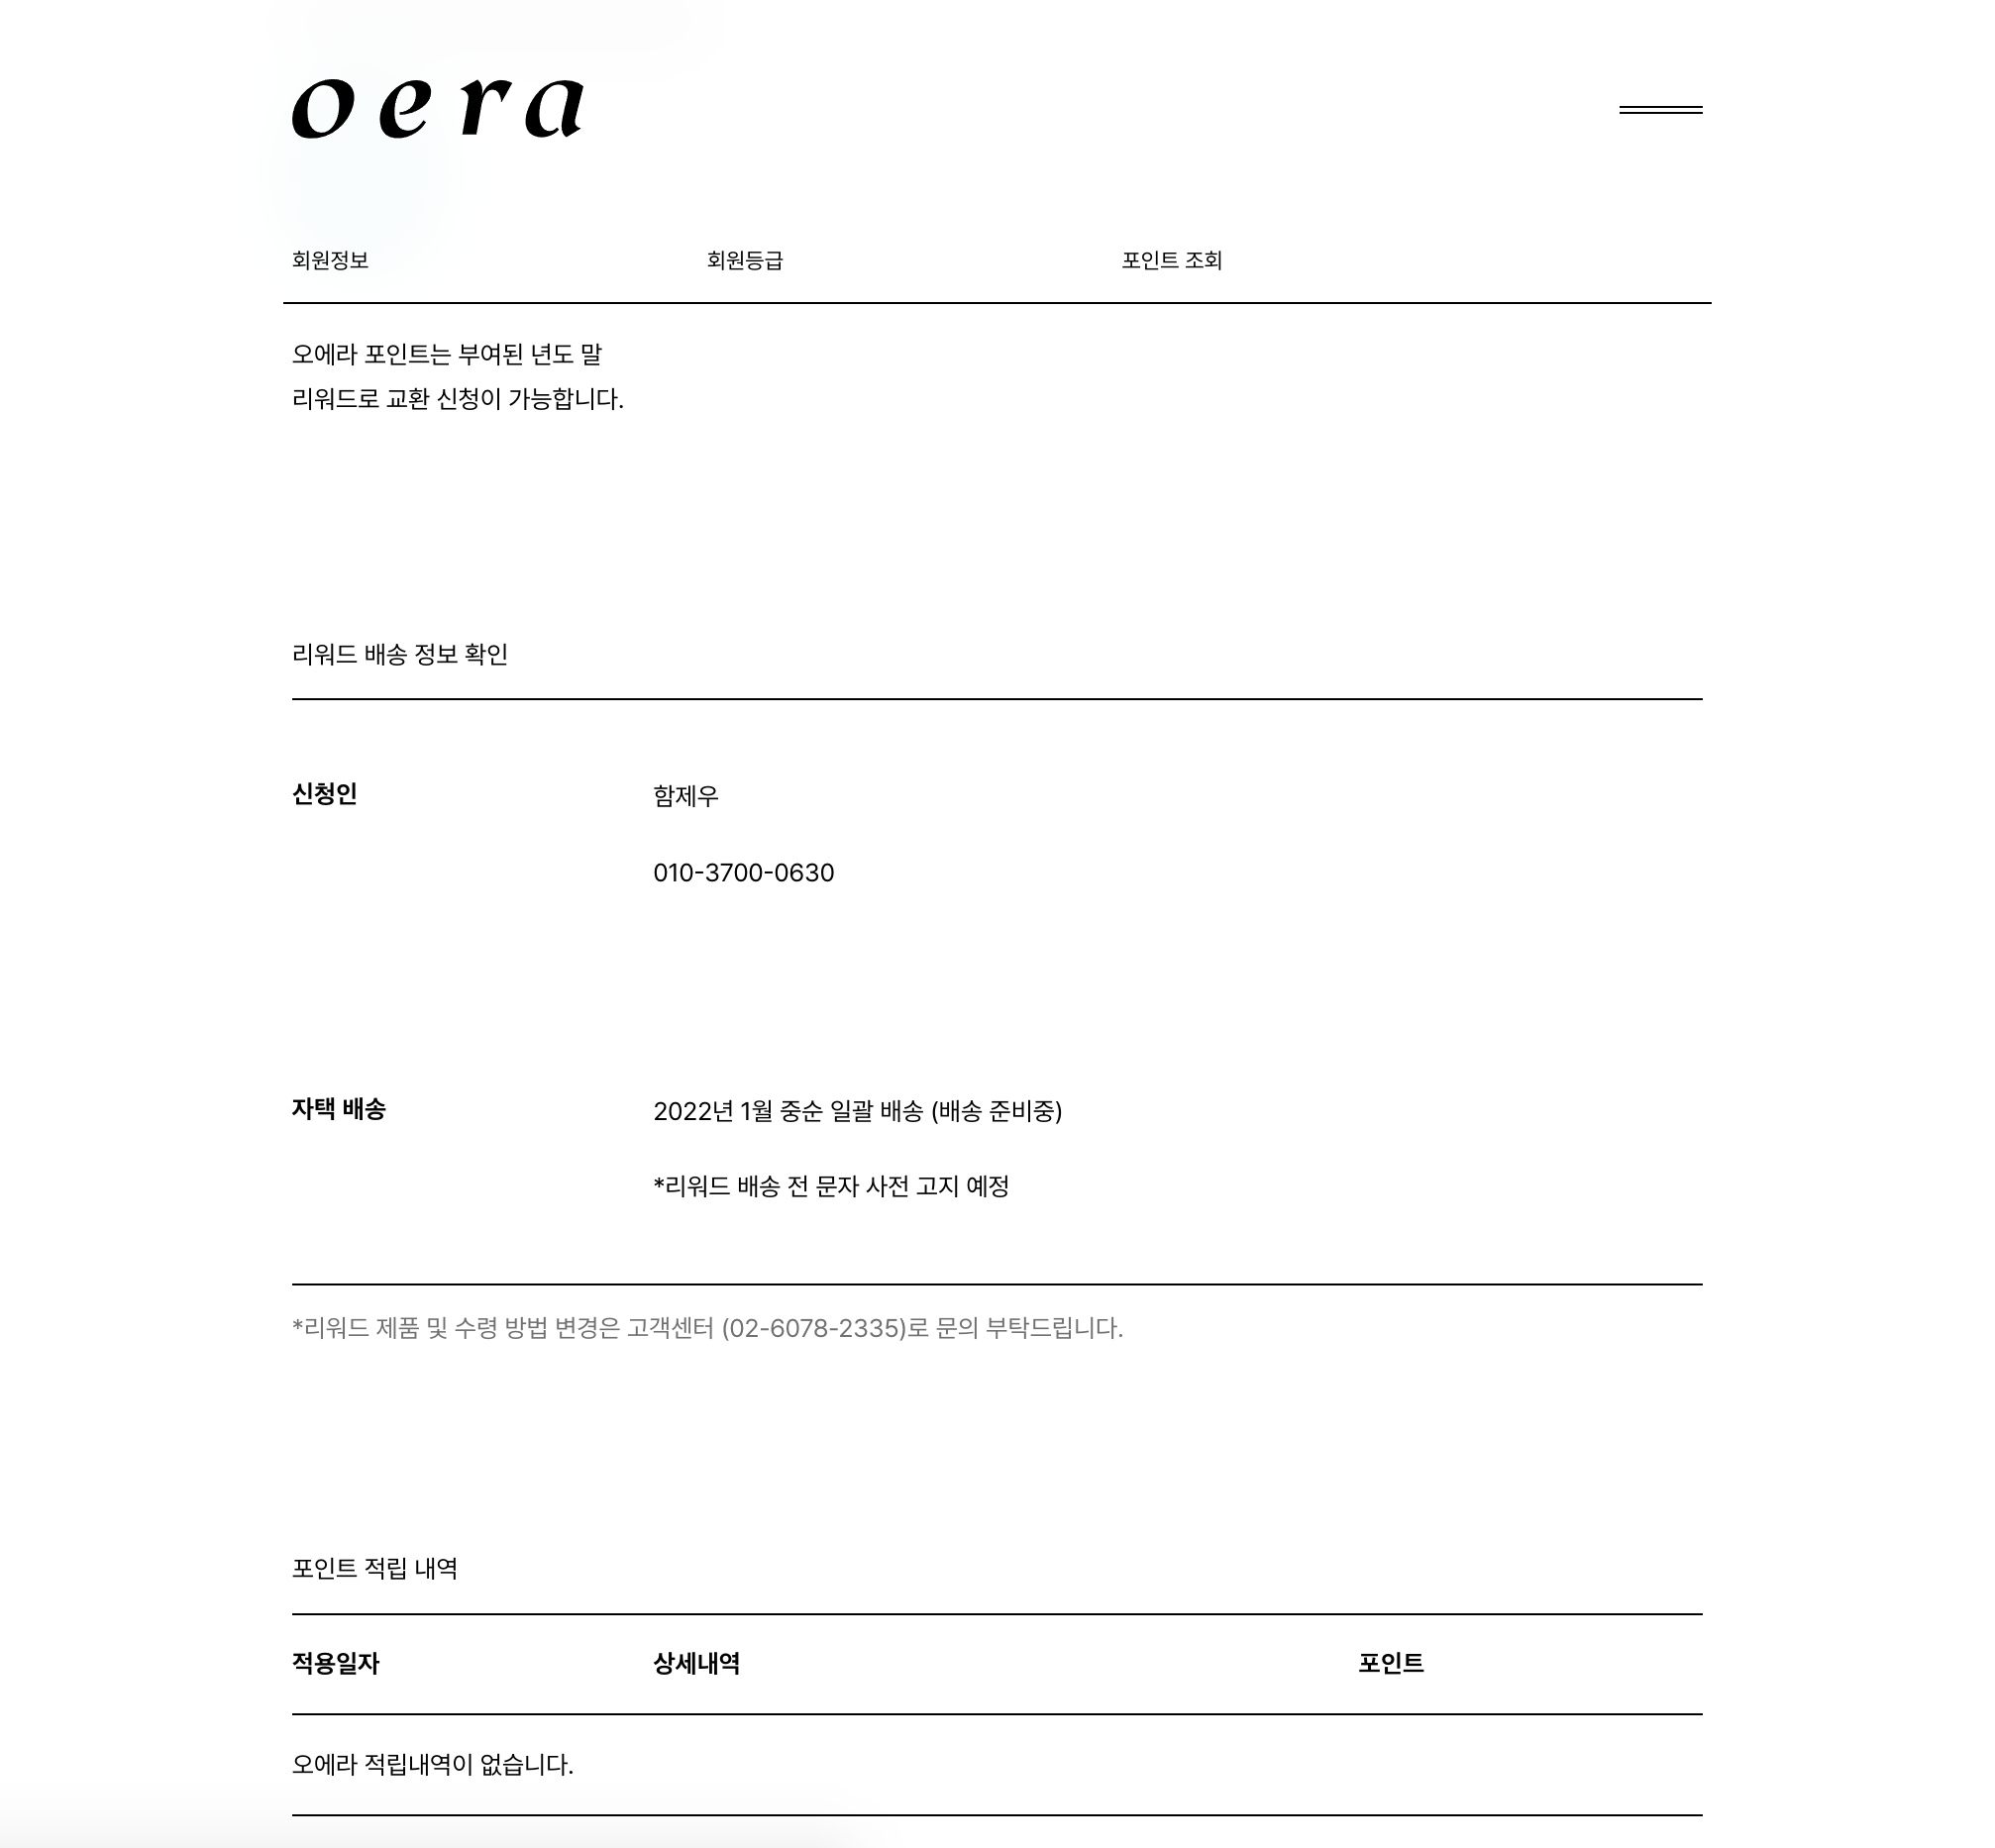 oera
회원정보 회원등급 포인트 조회
오에라 포인트는 부여된 년도 말
리워드로 교환 신청이 가능합니다.
리워드 배송 정보 확인
신청인 함제우
010-3700-0630
자택 배송 2022년 1월 중순 일괄 배송 (배송 준비중)
*리워드 배송 전 문자 사전 고지 예정
*리워드 제품 및 수령 방법 변경은 고객센터 (02-6078-2335)로 문의 부탁드립니다.
포인트 적립 내역
적용일자 상세내역 포인트
오에라 적립내역이 없습니다.